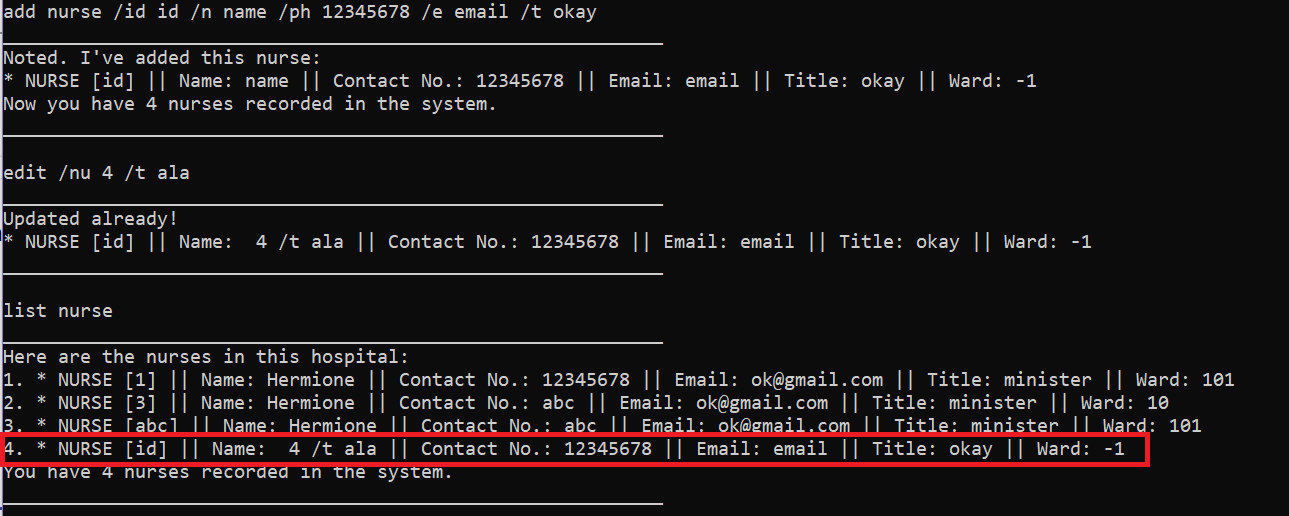 add nurse /id id /n name /ph 12345678 /e email /t okay
Noted. I've added this nurse:
* NURSE [id] || Name: name || Contact No.: 12345678 || Email: email || Title: okay || Ward: -1
Now you have 4 nurses recorded in the system.
edit /nu 4 /t ala
Updated already!
* NURSE [id] || Name:  4 /t ala || Contact No.: 12345678 || Email: email || Title: okay || Ward: -1
list nurse
Here are the nurses in this hospital:
1. * NURSE [1] || Name: Hermione || Contact No.: 12345678 || Email: ok@gmail.com || Title: minister || Ward: 101
2. * NURSE [3] || Name: Hermione || Contact No.: abc || Email: ok@gmail.com || Title: minister || Ward: 10
3. * NURSE [abc] || Name: Hermione || Contact No.: abc || Email: ok@gmail.com || Title: minister || Ward: 101
4. * NURSE [id] || Name:  4 /t ala || Contact No.: 12345678 || Email: email || Title: okay || Ward: -1
You have 4 nurses recorded in the system.